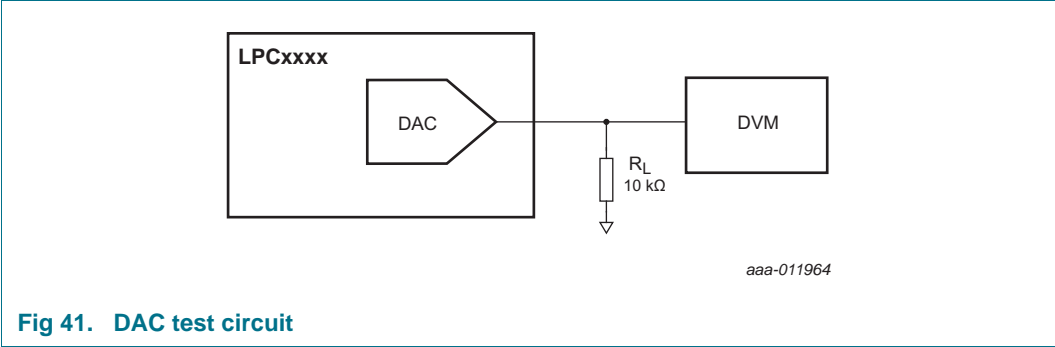 LPCxxxx
DAC
DVM
RL
10 kΩ
aaa-011964
Fig 41. DAC test circuit